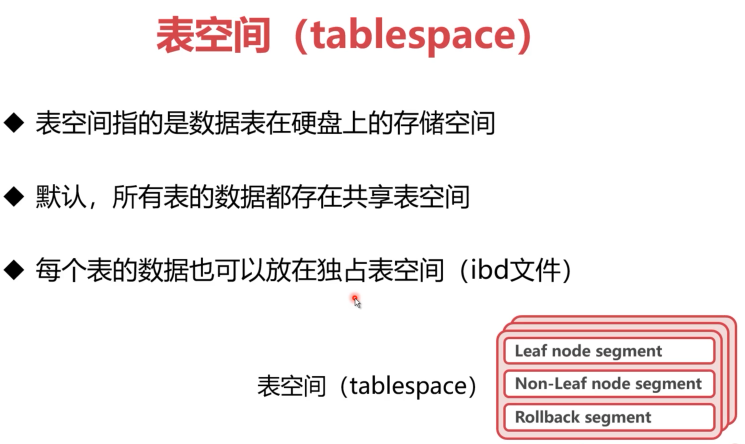 表空间（tablespace）
表空间指的是数据表在硬盘上的存储空间
默认，所有表的数据都存在共享表空间
每个表的数据也可以放在独占表空间（ibd文件）
表空间（tablespace）
Leaf node segment
Non-Leaf node segment
Rollback segment